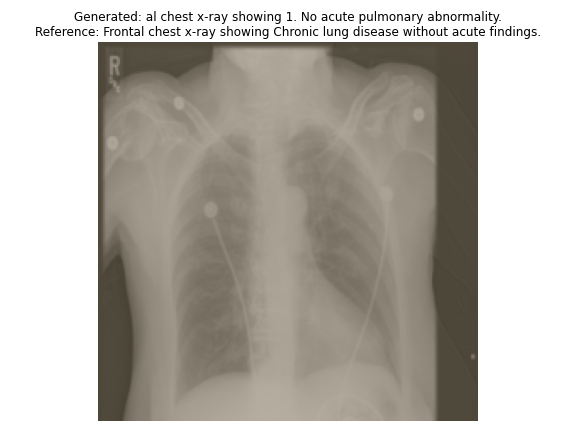 Generated: al chest x-ray showing 1. No acute pulmonary abnormality.
Reference: Frontal chest x-ray showing Chronic lung disease without acute findings.
R